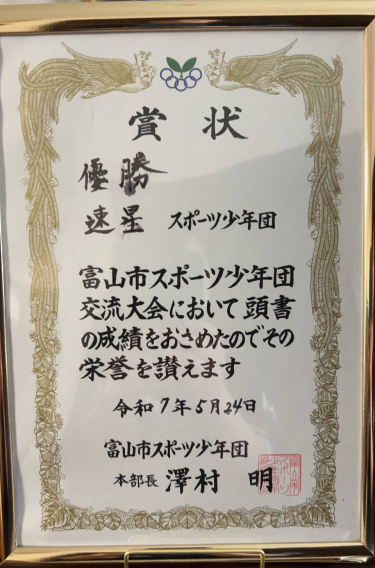 賞状
優勝
速星 スポーツ少年団
富山市スポーツ少年団
交流大会において頭書
の成績をおさめたのでその
栄誉を讃えます
令和7年5月24日
富山市スポーツ少年団
本部長 澤村 明